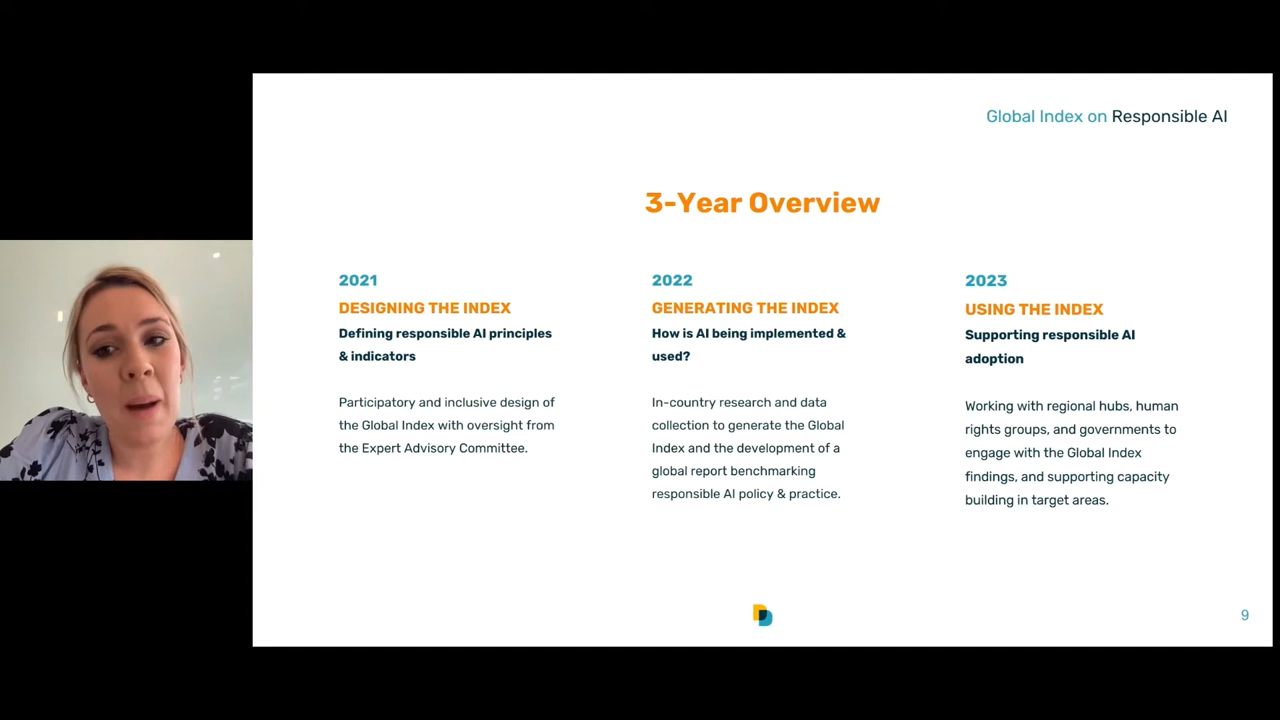 Global Index on Responsible AI
3-Year Overview
2021
DESIGNING THE INDEX
Defining responsible AI principles
& indicators
Participatory and inclusive design of
the Global Index with oversight from
the Expert Advisory Committee.
2022
GENERATING THE INDEX
How is AI being implemented &
used?
In-country research and data
collection to generate the Global
Index and the development of a
global report benchmarking
responsible AI policy & practice.
2023
USING THE INDEX
Supporting responsible AI
adoption
Working with regional hubs, human
rights groups, and governments to
engage with the Global Index
findings, and supporting capacity
building in target areas.
9